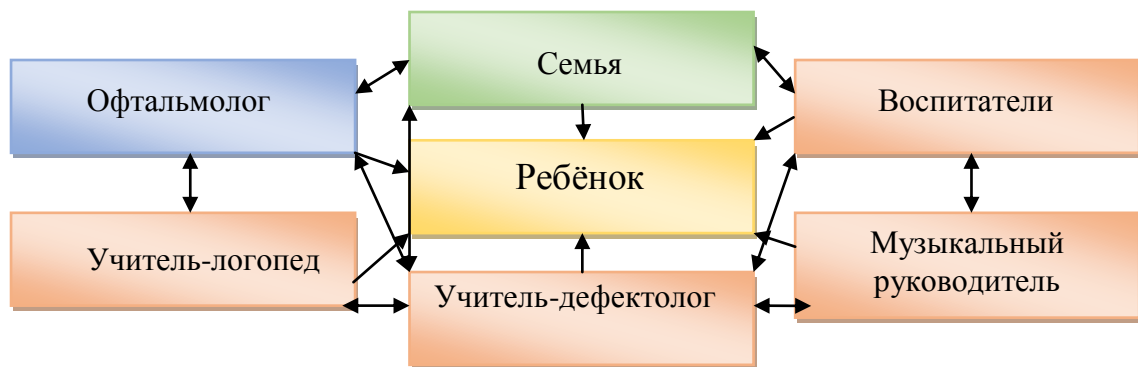 Семья
Офтальмолог
Воспитатели
Ребёнок
Учитель-логопед
Музыкальный
руководитель
Учитель-дефектолог